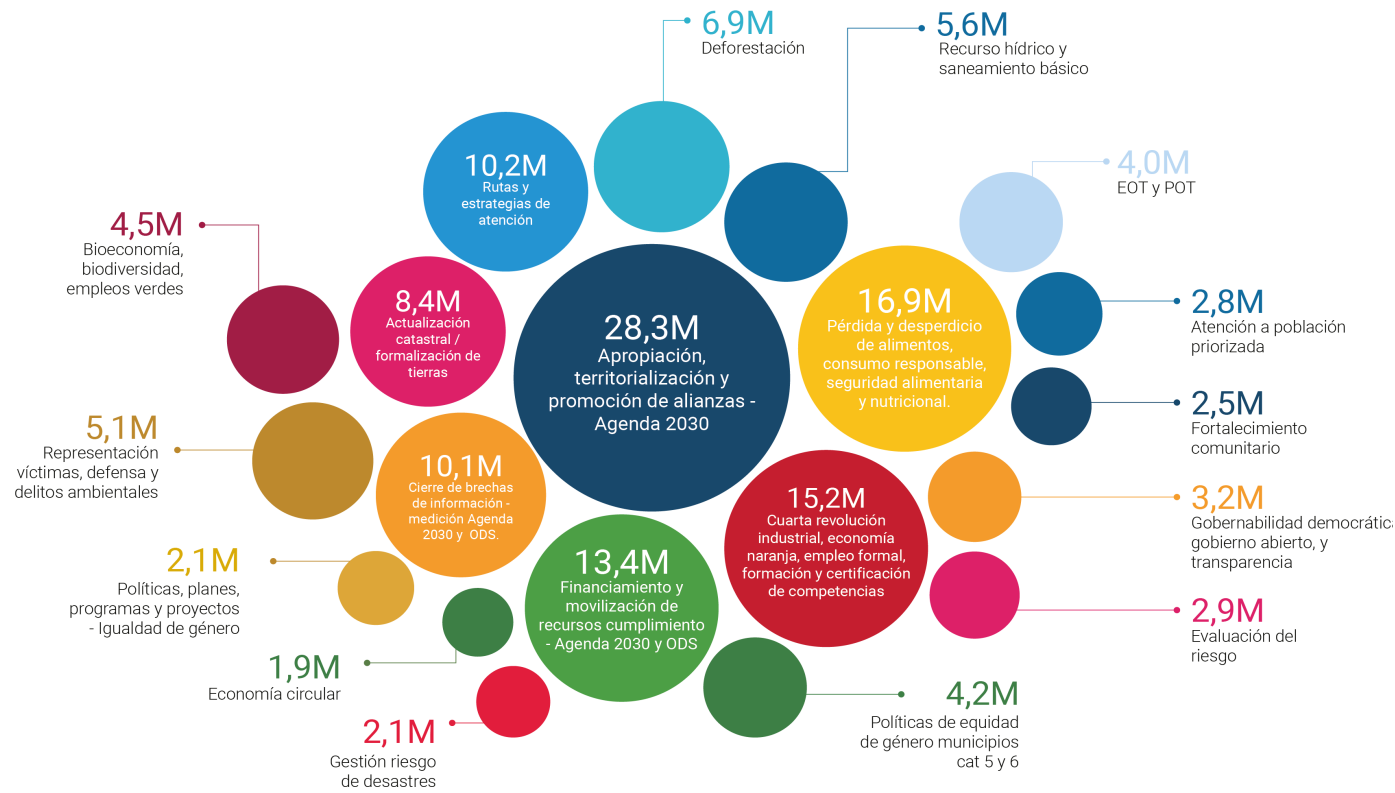 6,9M
Deforestación
5,6M
Recurso hídrico y
saneamiento básico
10,2M
Rutas y
estrategias de
atención
4,0M
EOT y POT
4,5M
Bioeconomía,
biodiversidad,
empleos verdes
8,4M
Actualización
catastral /
formalización de
tierras
28,3M
Apropiación,
territorialización y
promoción de alianzas -
Agenda 2030
16,9M
Pérdida y desperdicio
de alimentos,
consumo responsable,
seguridad alimentaria
y nutricional.
2,8M
Atención a población
priorizada
2,5M
Fortalecimiento
comunitario
5,1M
Representación
víctimas, defensa y
delitos ambientales
10,1M
Cierre de brechas
de información -
medición Agenda
2030 y ODS.
15,2M
Cuarta revolución
industrial, economía
naranja, empleo formal,
formación y certificación
de competencias
3,2M
Gobernabilidad democrática
gobierno abierto, y
transparencia
2,1M
Políticas, planes,
programas y proyectos
- Igualdad de género
13,4M
Financiamiento y
movilización de
recursos cumplimiento
- Agenda 2030 y ODS
2,9M
Evaluación del
riesgo
1,9M
Economía circular
4,2M
Políticas de equidad
de género municipios
cat 5 y 6
2,1M
Gestión riesgo
de desastres